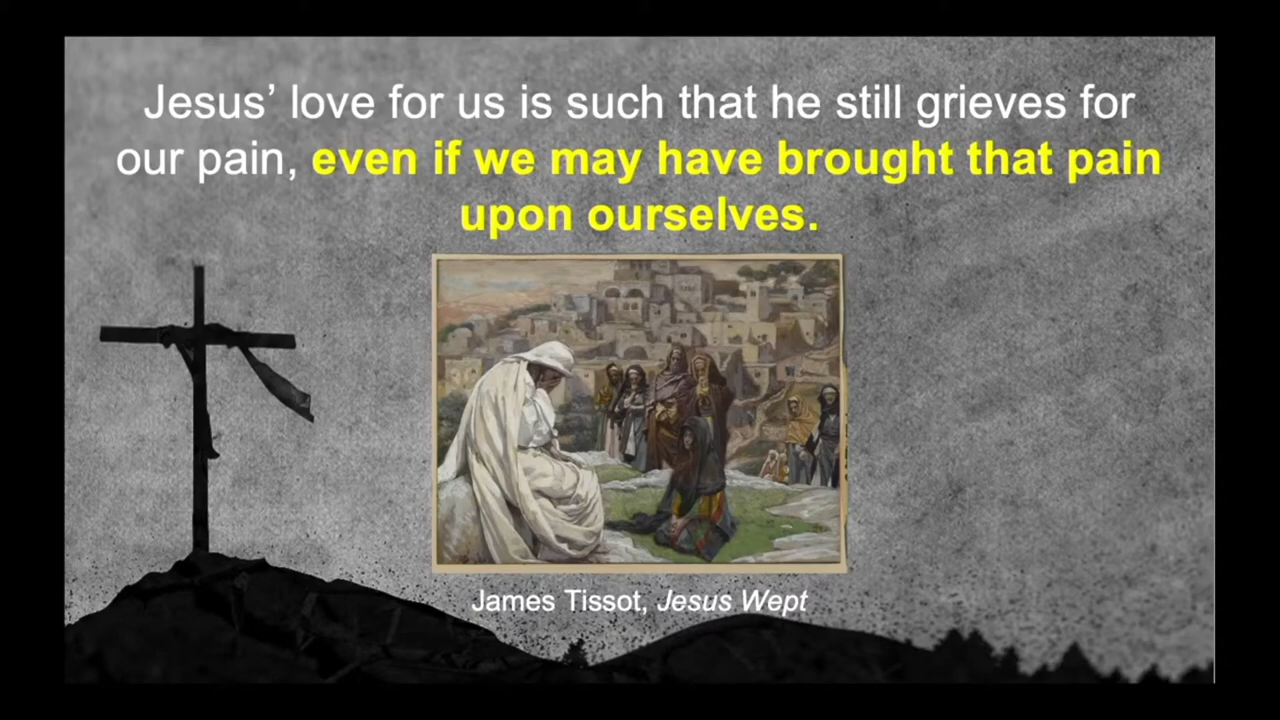 Jesus’ love for us is such that he still grieves for
our pain, even if we may have brought that pain
upon ourselves.
James Tissot, Jesus Wept